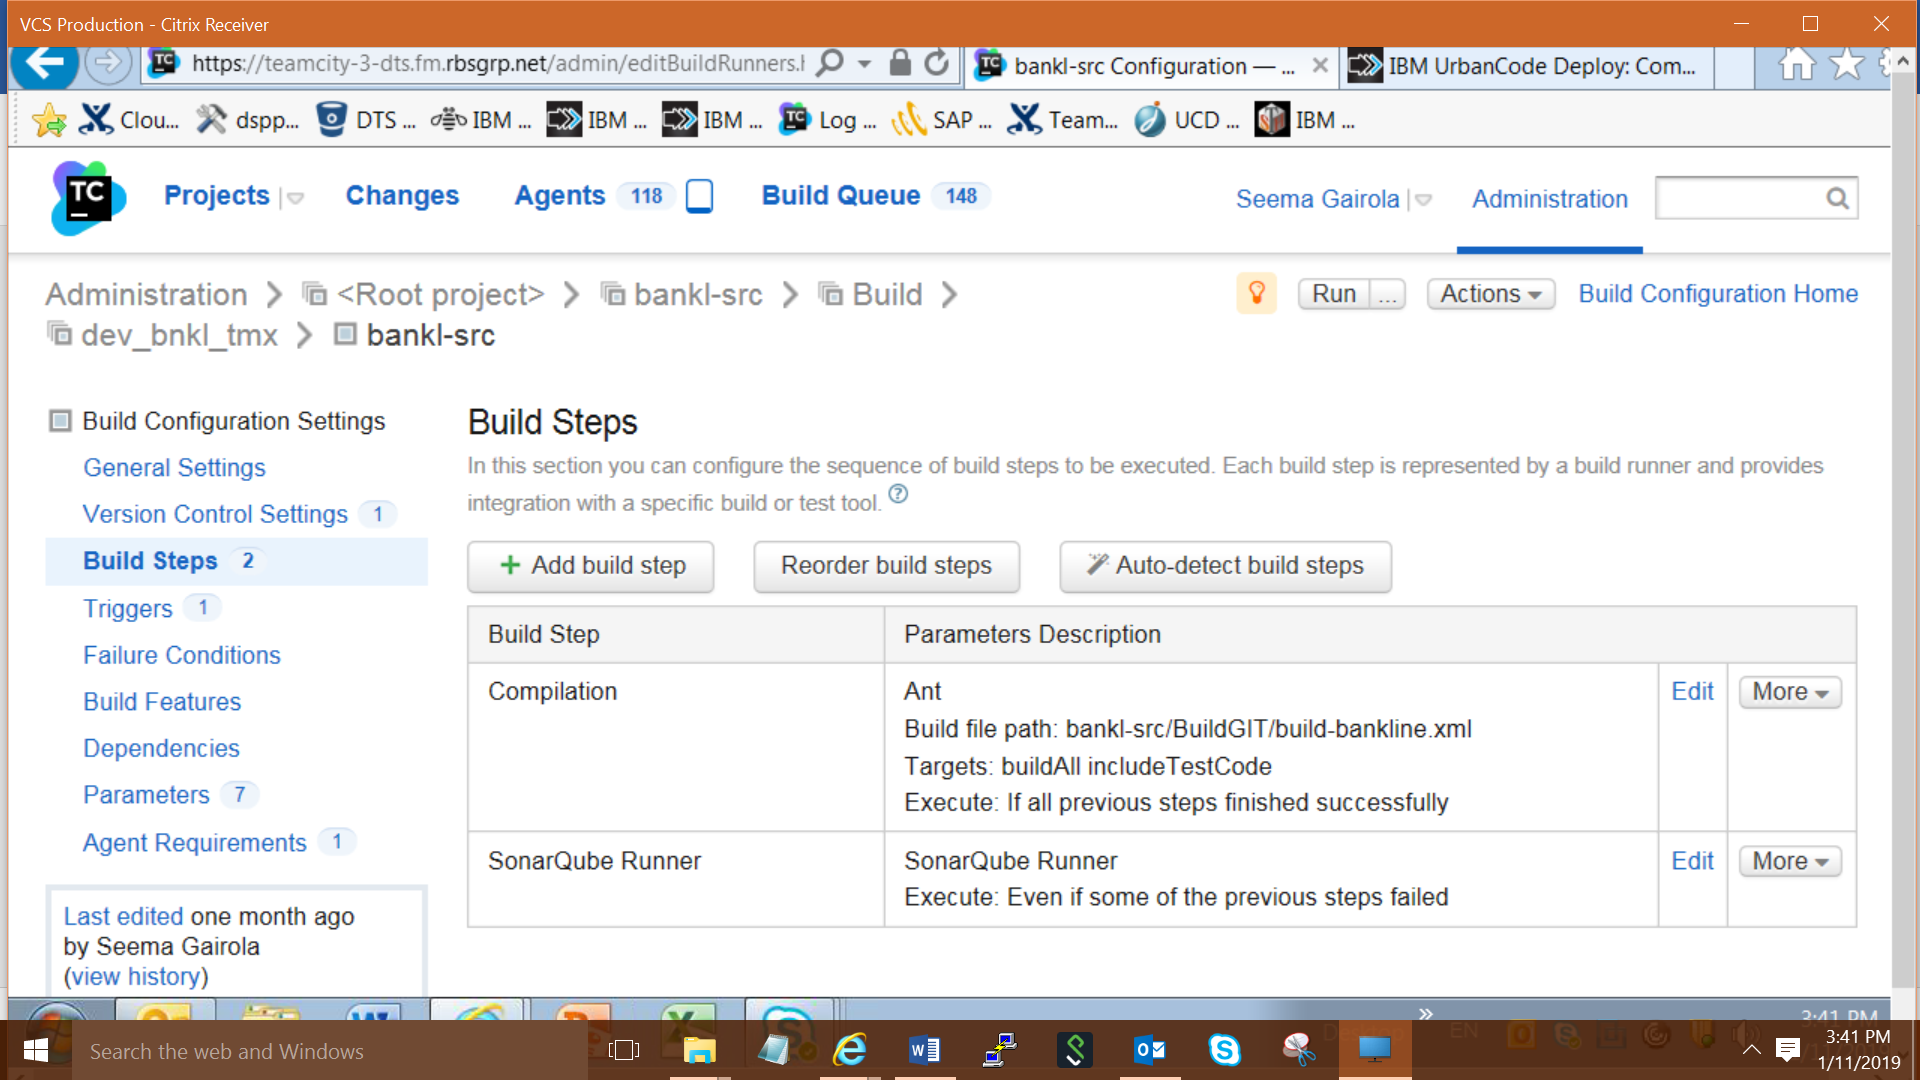 VCS Production - Citrix Receiver
https://teamcity-3-dts.fm.rbsgrp.net/admin/editBuildRunners.h
bankl-src Configuration — ...
IBM UrbanCode Deploy: Com...
Clou...
dspp...
DTS ...
IBM ...
IBM ...
IBM ...
Log ...
SAP ...
Team...
UCD ...
IBM ...
TC
Projects
Changes
Agents 118
Build Queue 148
Seema Gairola
Administration
Administration > <Root project> > bankl-src > Build >
dev_bnkl_tmx > bankl-src
Run ...
Actions
Build Configuration Home
Build Configuration Settings
General Settings
Version Control Settings 1
Build Steps 2
Triggers 1
Failure Conditions
Build Features
Dependencies
Parameters 7
Agent Requirements 1
Last edited one month ago
by Seema Gairola
(view history)
Build Steps
In this section you can configure the sequence of build steps to be executed. Each build step is represented by a build runner and provides
integration with a specific build or test tool. ?
+ Add build step
Reorder build steps
Auto-detect build steps
Build Step
Parameters Description
Compilation
Ant
Build file path: bankl-src/BuildGIT/build-bankline.xml
Targets: buildAll includeTestCode
Execute: If all previous steps finished successfully
Edit
More
SonarQube Runner
SonarQube Runner
Execute: Even if some of the previous steps failed
Edit
More
3:41 PM
Search the web and Windows
Desktop
EN
3:41 PM
1/11/2019